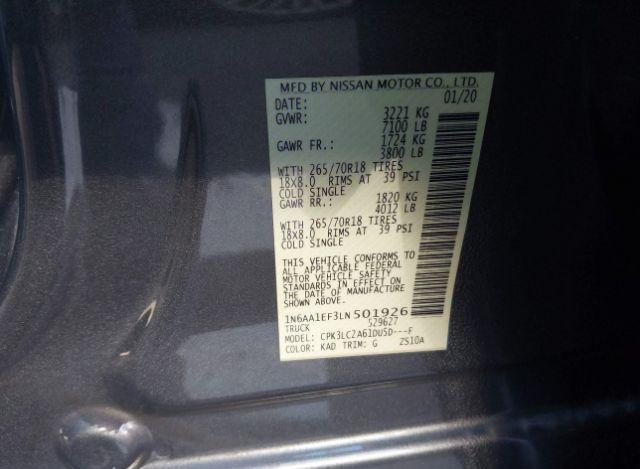 MFD BY NISSAN MOTOR CO., LTD.
DATE: 01/20
GVWR: 3221 KG
7100 LB
GAWR FR.: 1724 KG
3800 LB
WITH 265/70R18 TIRES
18X8.0 RIMS AT 39 PSI
COLD SINGLE
GAWR RR.: 1820 KG
4012 LB
WITH 265/70R18 TIRES
18X8.0 RIMS AT 39 PSI
COLD SINGLE
THIS VEHICLE CONFORMS TO
ALL APPLICABLE FEDERAL
MOTOR VEHICLE SAFETY
STANDARDS IN EFFECT ON
THE DATE OF MANUFACTURE
SHOWN ABOVE
1N6AA1EF3LN501926
TRUCK 529627
MODEL: CPK3LCZA61DU5D---F
COLOR: KAD TRIM: G ZS10A